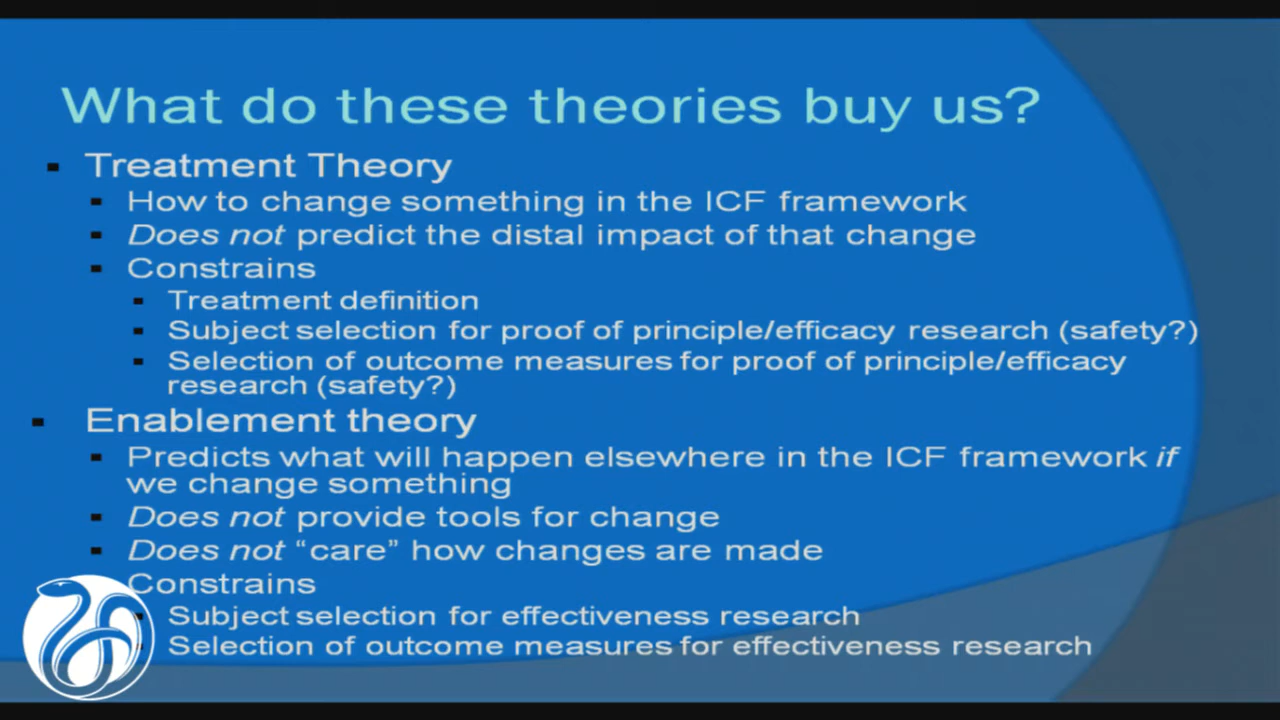 What do these theories buy us?
Treatment Theory
How to change something in the ICF framework
Does not predict the distal impact of that change
Constrains
Treatment definition
Subject selection for proof of principle/efficacy research (safety?)
Selection of outcome measures for proof of principle/efficacy
research (safety?)
Enablement theory
Predicts what will happen elsewhere in the ICF framework if
we change something
Does not provide tools for change
Does not “care” how changes are made
Constrains
Subject selection for effectiveness research
Selection of outcome measures for effectiveness research